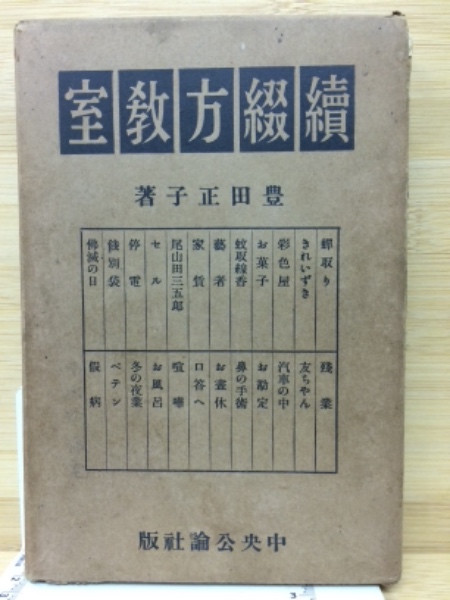 續綴方教室
豊田正子著
蟬取り
きれいずき
彩色屋
お菓子
蚊取線香
藝者
家賃
尾山田三五郎
セル
停電
餞別袋
佛滅の日
殘業
友ちやん
汽車の中
お勘定
鼻の手術
お晝休
口答へ
喧嘩
お風呂
冬の夜業
ペテン
假病
中央公論社版